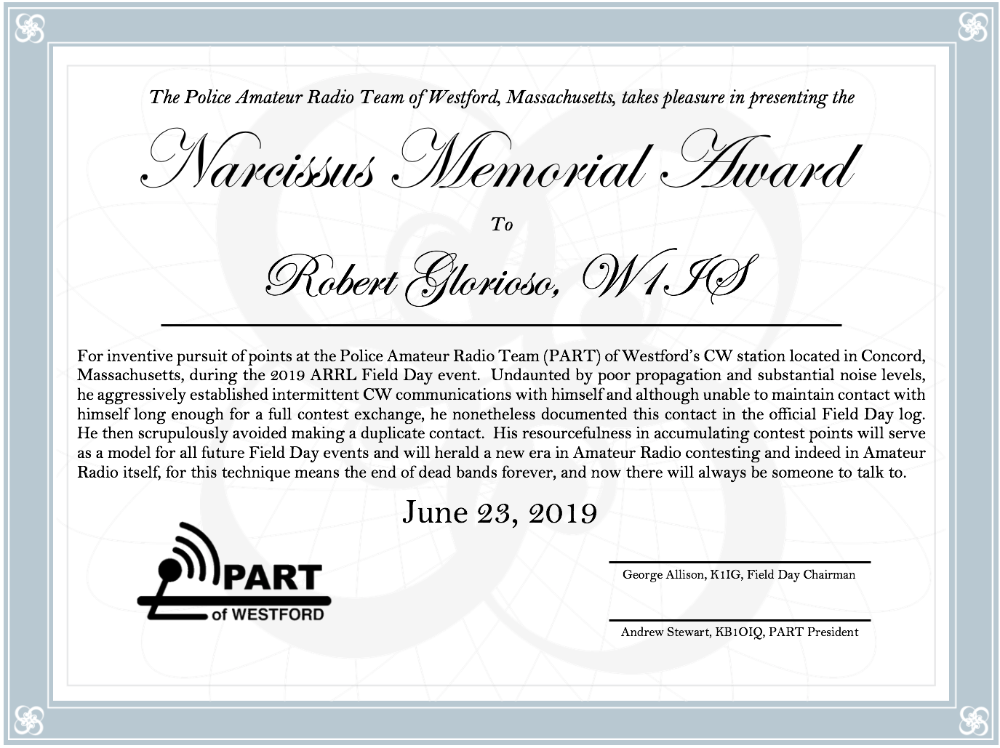 The Police Amateur Radio Team of Westford, Massachusetts, takes pleasure in presenting the
Narcissus Memorial Award
To
Robert Glorioso, W1IS
For inventive pursuit of points at the Police Amateur Radio Team (PART) of Westford's CW station located in Concord,
Massachusetts, during the 2019 ARRL Field Day event.  Undaunted by poor propagation and substantial noise levels,
he aggressively established intermittent CW communications with himself and although unable to maintain contact with
himself long enough for a full contest exchange, he nonetheless documented this contact in the official Field Day log.
He then scrupulously avoided making a duplicate contact.  His resourcefulness in accumulating contest points will serve
as a model for all future Field Day events and will herald a new era in Amateur Radio contesting and indeed in Amateur
Radio itself, for this technique means the end of dead bands forever, and now there will always be someone to talk to.
June 23, 2019
PART
of WESTFORD
George Allison, K1IG, Field Day Chairman
Andrew Stewart, KB1OIQ, PART President